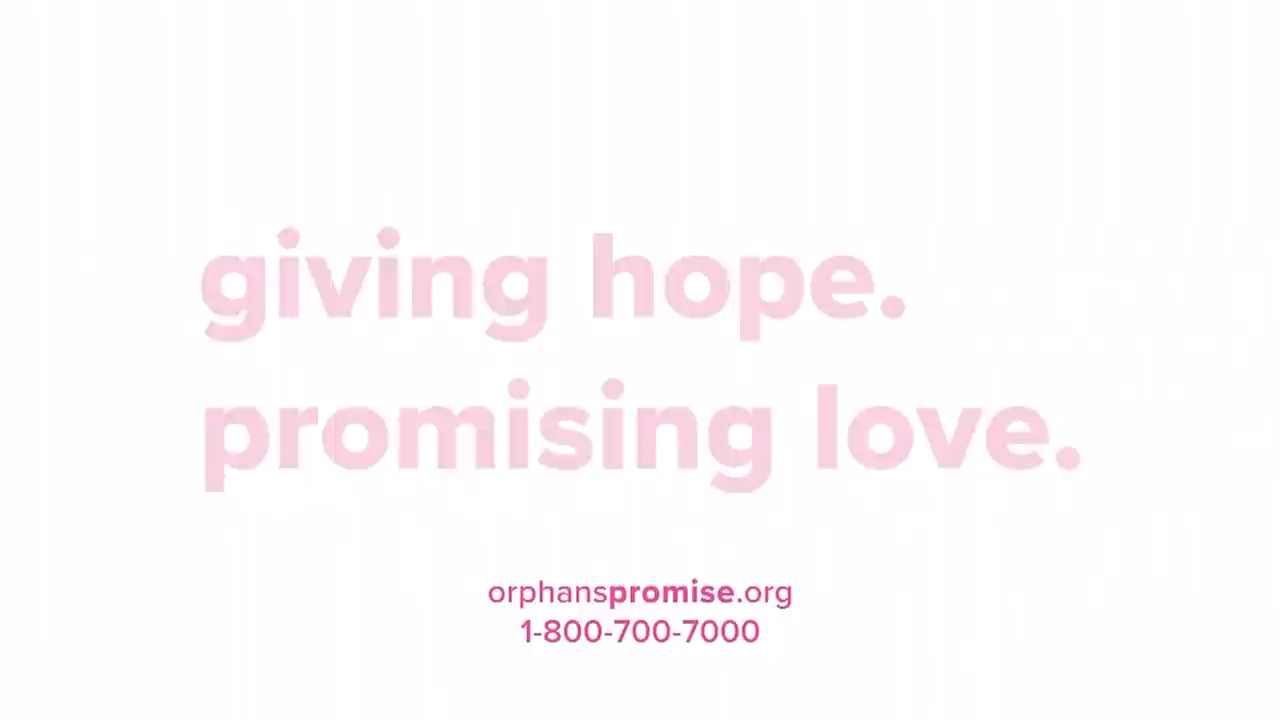 giving hope.
promising love.
orphanspromise.org
1-800-700-7000